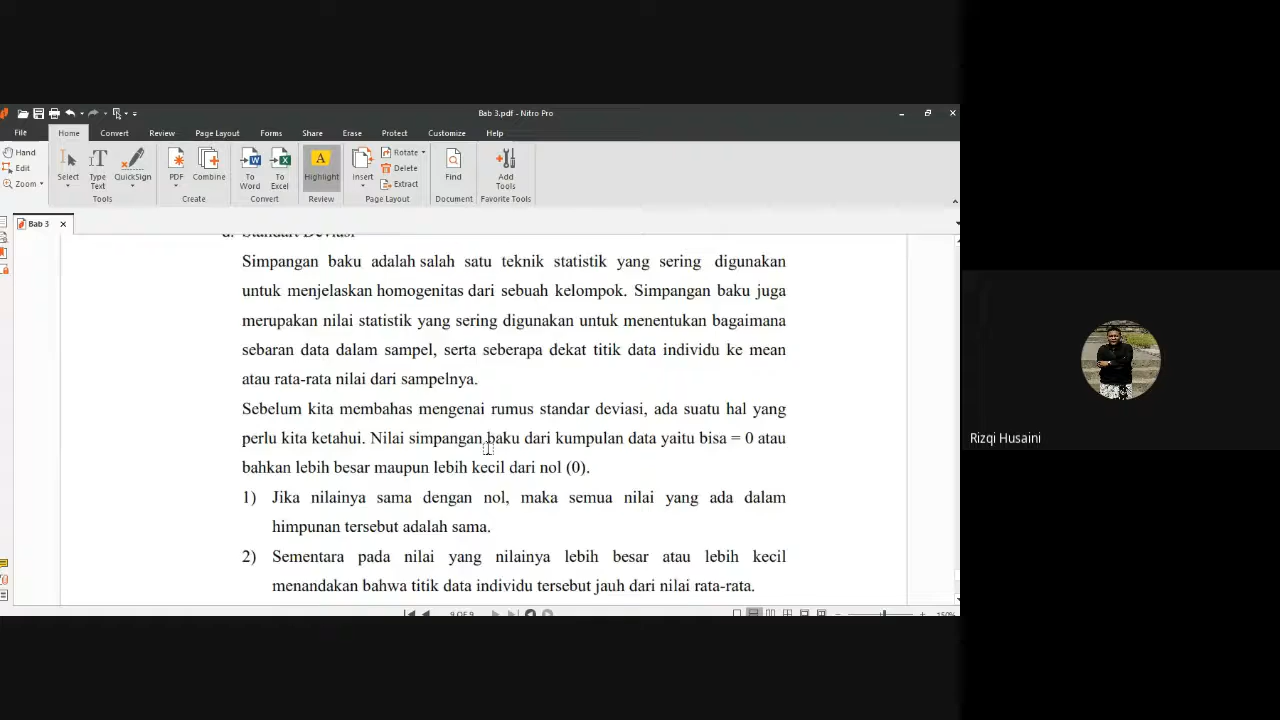 Bab 3.pdf - Nitro Pro
File Home Convert Review Page Layout Forms Share Erase Protect Customize Help
Hand
Edit
Zoom
Select
Type Text
QuickSign
Tools
PDF
Combine
Create
To Word
To Excel
Convert
Highlight
Review
Insert
Rotate
Delete
Extract
Page Layout
Find
Document
Add Tools
Favorite Tools
Bab 3
d. Standart Deviasi
Simpangan baku adalah salah satu teknik statistik yang sering digunakan
untuk menjelaskan homogenitas dari sebuah kelompok. Simpangan baku juga
merupakan nilai statistik yang sering digunakan untuk menentukan bagaimana
sebaran data dalam sampel, serta seberapa dekat titik data individu ke mean
atau rata-rata nilai dari sampelnya.
Sebelum kita membahas mengenai rumus standar deviasi, ada suatu hal yang
perlu kita ketahui. Nilai simpangan baku dari kumpulan data yaitu bisa = 0 atau
bahkan lebih besar maupun lebih kecil dari nol (0).
1) Jika nilainya sama dengan nol, maka semua nilai yang ada dalam
himpunan tersebut adalah sama.
2) Sementara pada nilai yang nilainya lebih besar atau lebih kecil
menandakan bahwa titik data individu tersebut jauh dari nilai rata-rata.
9 OF 9
150%
Rizqi Husaini